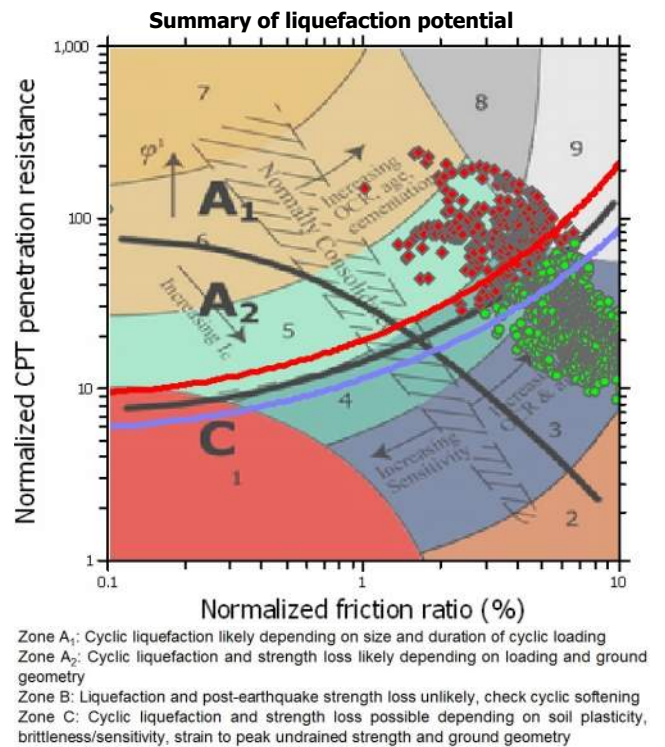 Summary of liquefaction potential
1,000
7
8
9
φ'
A1
Increasing
OCR, age,
cementation
Normally Consolidated
100
6
A2
Increasing Ic
5
Normalized CPT penetration resistance
10
4
Increasing
OCR &
C
3
Increasing
Sensitivity
1
2
1
0.1
1
10
Normalized friction ratio (%)
Zone A1: Cyclic liquefaction likely depending on size and duration of cyclic loading
Zone A2: Cyclic liquefaction and strength loss likely depending on loading and ground
geometry
Zone B: Liquefaction and post-earthquake strength loss unlikely, check cyclic softening
Zone C: Cyclic liquefaction and strength loss possible depending on soil plasticity,
brittleness/sensitivity, strain to peak undrained strength and ground geometry